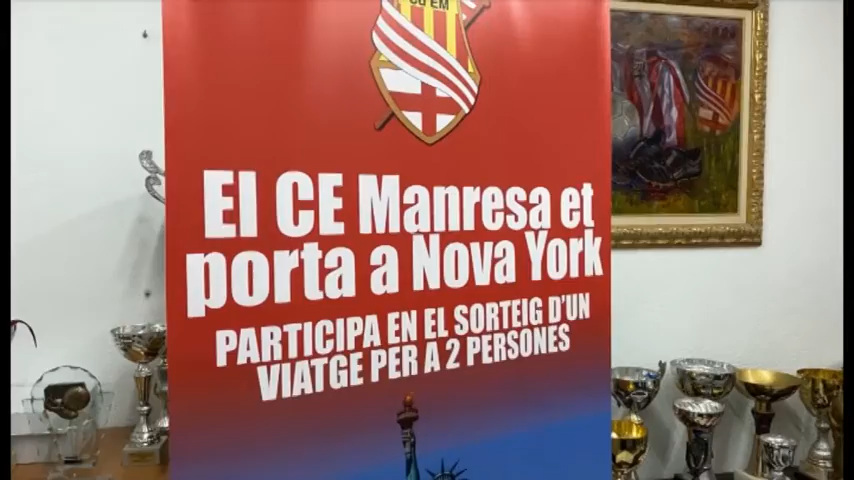 El CE Manresa et
porta a Nova York
PARTICIPA EN EL SORTEIG D'UN
VIATGE PER A 2 PERSONES